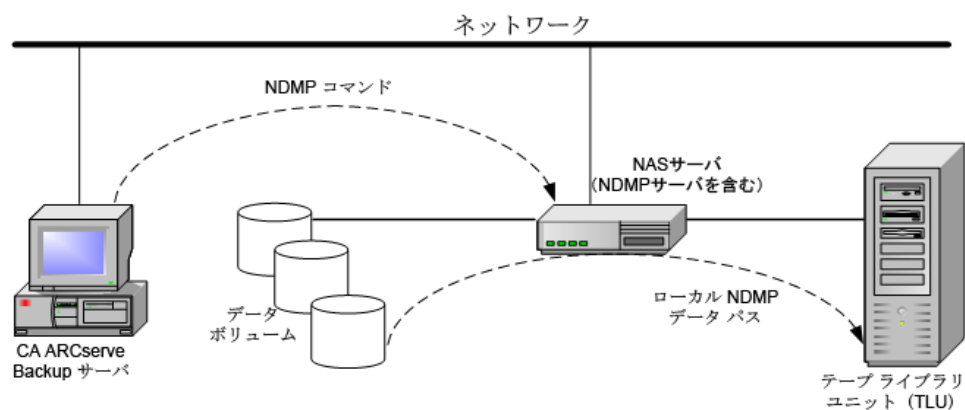 ネットワーク
NDMP コマンド
NASサーバ
(NDMPサーバを含む)
データ
ボリューム
ローカル NDMP
データ パス
CA ARCserve
Backup サーバ
テープ ライブラリ
ユニット (TLU)